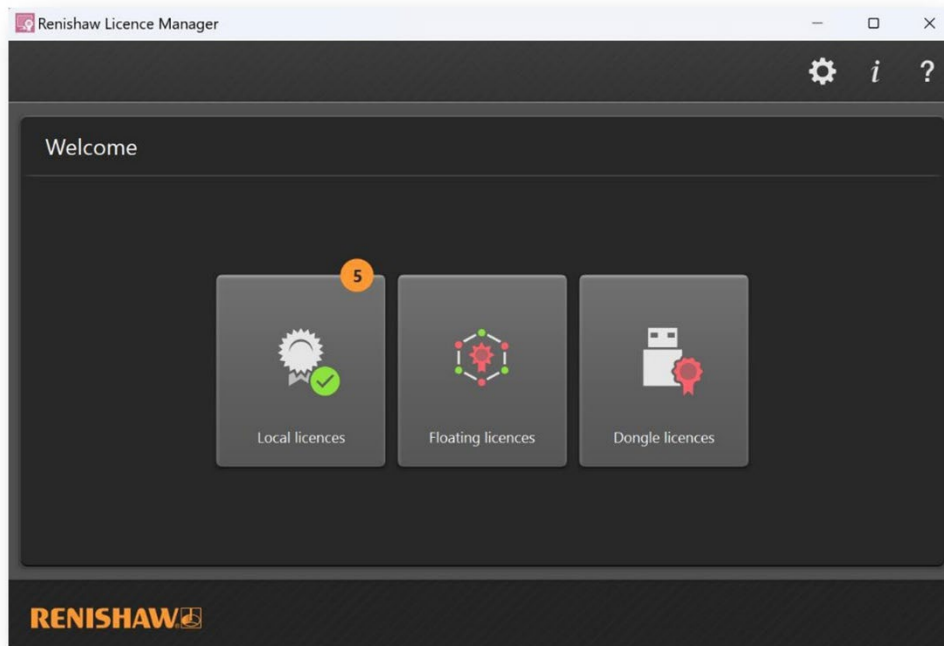 Renishaw Licence Manager
i ?
Welcome
5
Local licences
Floating licences
Dongle licences
RENISHAW